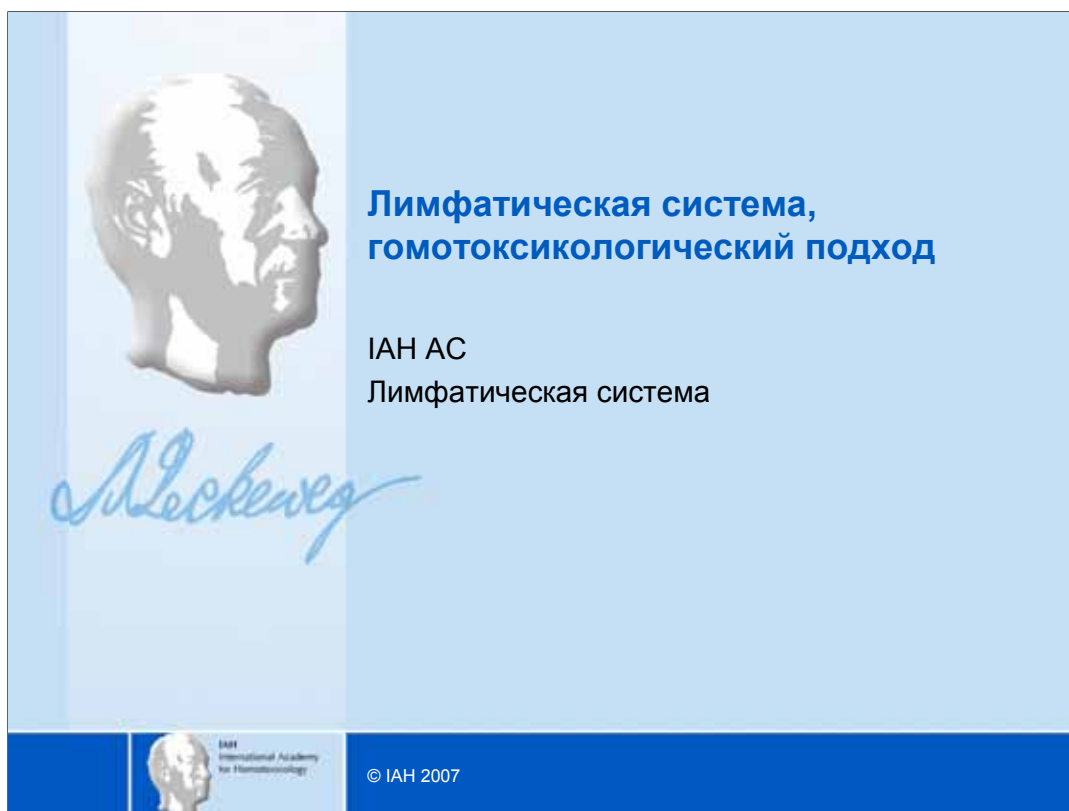 Лимфатическая система,
гомотоксикологический подход
IAH AC
Лимфатическая система
IAH
International Academy
for Homotoxicology
© IAH 2007